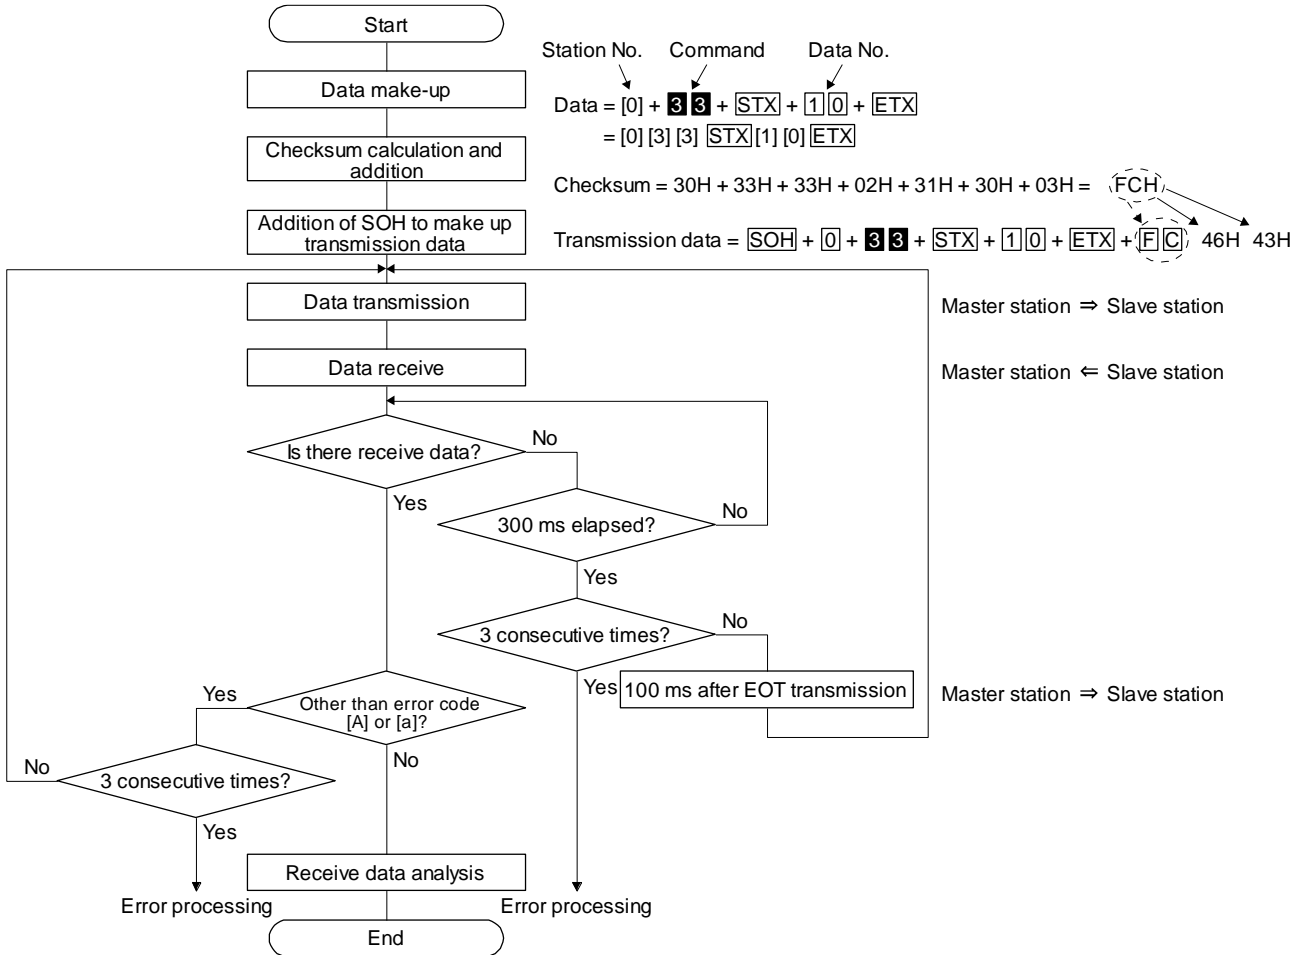 Start
Station No. Command Data No.
Data make-up
Data = [0] + 3 3 + STX + 1 0 + ETX
= [0] [3] [3] STX [1] [0] ETX
Checksum calculation and
addition
Checksum = 30H + 33H + 33H + 02H + 31H + 30H + 03H = FCH
Addition of SOH to make up
transmission data
Transmission data = SOH + 0 + 3 3 + STX + 1 0 + ETX + F C 46H 43H
Data transmission
Master station ⇒ Slave station
Data receive
Master station ⇐ Slave station
Is there receive data?
No
Yes
300 ms elapsed?
No
Yes
3 consecutive times?
No
Yes
100 ms after EOT transmission
Master station ⇒ Slave station
Other than error code
[A] or [a]?
Yes
No
3 consecutive times?
No
Yes
Receive data analysis
Error processing
Error processing
End